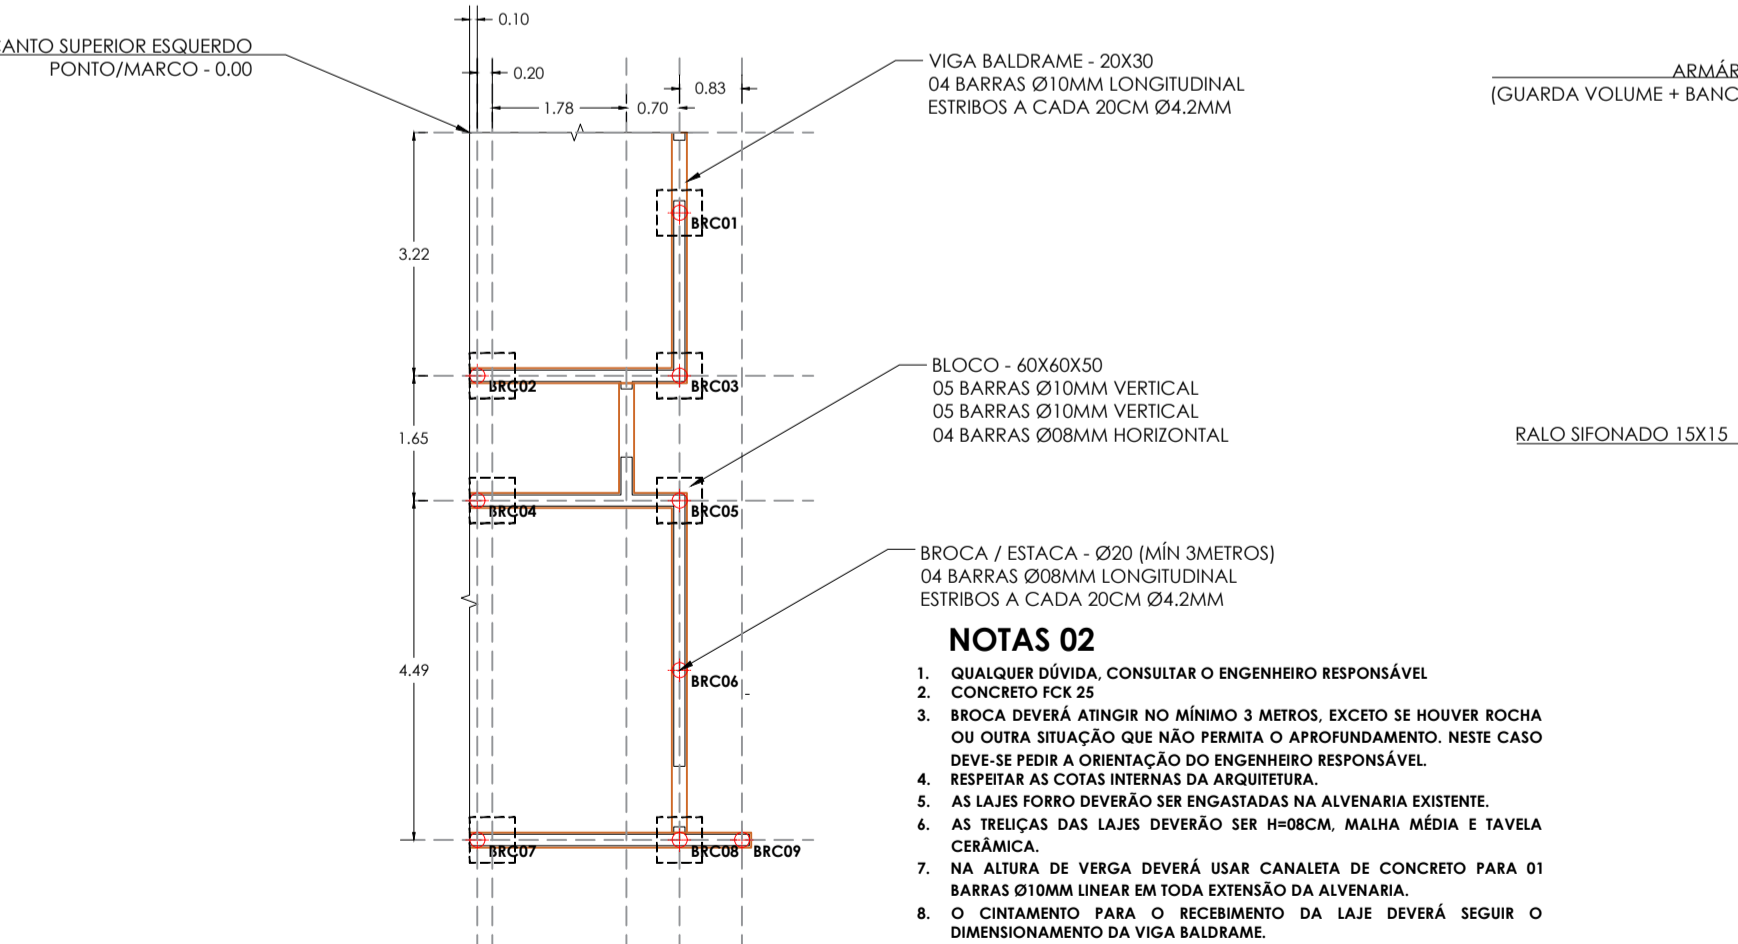 0.10
CANTO SUPERIOR ESQUERDO
PONTO/MARCO - 0.00
0.20
1.78
0.70
0.83
VIGA BALDRAME - 20X30
04 BARRAS Ø10MM LONGITUDINAL
ESTRIBOS A CADA 20CM Ø4.2MM
(GUARDA VOLUME +
BRC01
3.22
BRC02
BRC03
BLOCO - 60X60X50
05 BARRAS Ø10MM VERTICAL
05 BARRAS Ø10MM VERTICAL
04 BARRAS Ø08MM HORIZONTAL
1.65
RALO SIFONADO 15X15
BRC04
BRC05
BROCA / ESTACA - Ø20 (MÍN 3METROS)
04 BARRAS Ø08MM LONGITUDINAL
ESTRIBOS A CADA 20CM Ø4.2MM
4.49
BRC06
BRC07
BRC08
BRC09
NOTAS 02
1. QUALQUER DÚVIDA, CONSULTAR O ENGENHEIRO RESPONSÁVEL
2. CONCRETO FCK 25
3. BROCA DEVERÁ ATINGIR NO MÍNIMO 3 METROS, EXCETO SE HOUVER ROCHA
OU OUTRA SITUAÇÃO QUE NÃO PERMITA O APROFUNDAMENTO. NESTE CASO
DEVE-SE PEDIR A ORIENTAÇÃO DO ENGENHEIRO RESPONSÁVEL.
4. RESPEITAR AS COTAS INTERNAS DA ARQUITETURA.
5. AS LAJES FORRO DEVERÃO SER ENGASTADAS NA ALVENARIA EXISTENTE.
6. AS TRELIÇAS DAS LAJES DEVERÃO SER H=08CM, MALHA MÉDIA E TAVELA
CERÂMICA.
7. NA ALTURA DE VERGA DEVERÁ USAR CANALETA DE CONCRETO PARA 01
BARRAS Ø10MM LINEAR EM TODA EXTENSÃO DA ALVENARIA.
8. O CINTAMENTO PARA O RECEBIMENTO DA LAJE DEVERÁ SEGUIR O
DIMENSIONAMENTO DA VIGA BALDRAME.